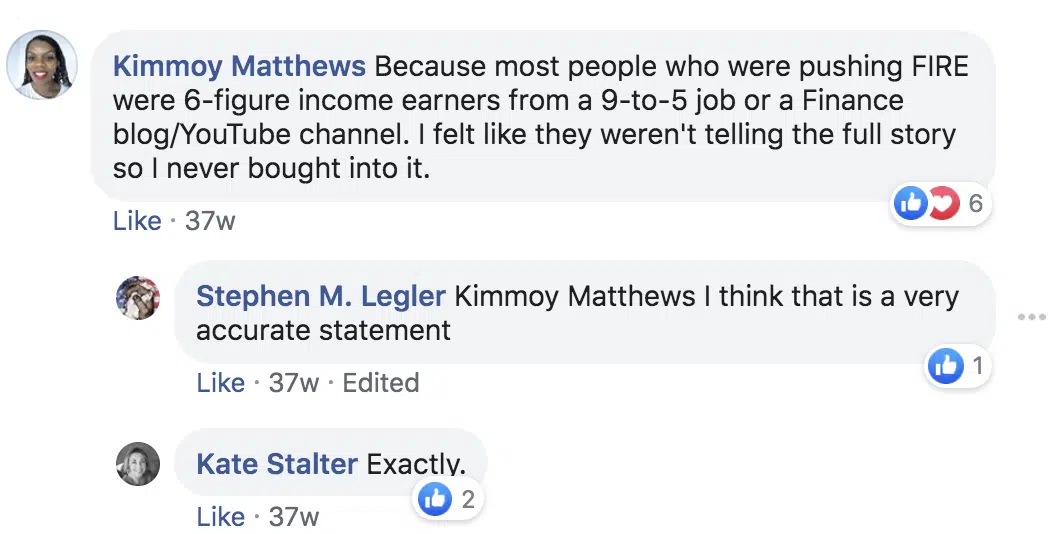 Kimmoy Matthews Because most people who were pushing FIRE
were 6-figure income earners from a 9-to-5 job or a Finance
blog/YouTube channel. I felt like they weren't telling the full story
so I never bought into it.
6
Like · 37w
Stephen M. Legler Kimmoy Matthews I think that is a very
accurate statement
1
Like · 37w · Edited
Kate Stalter Exactly.
2
Like · 37w